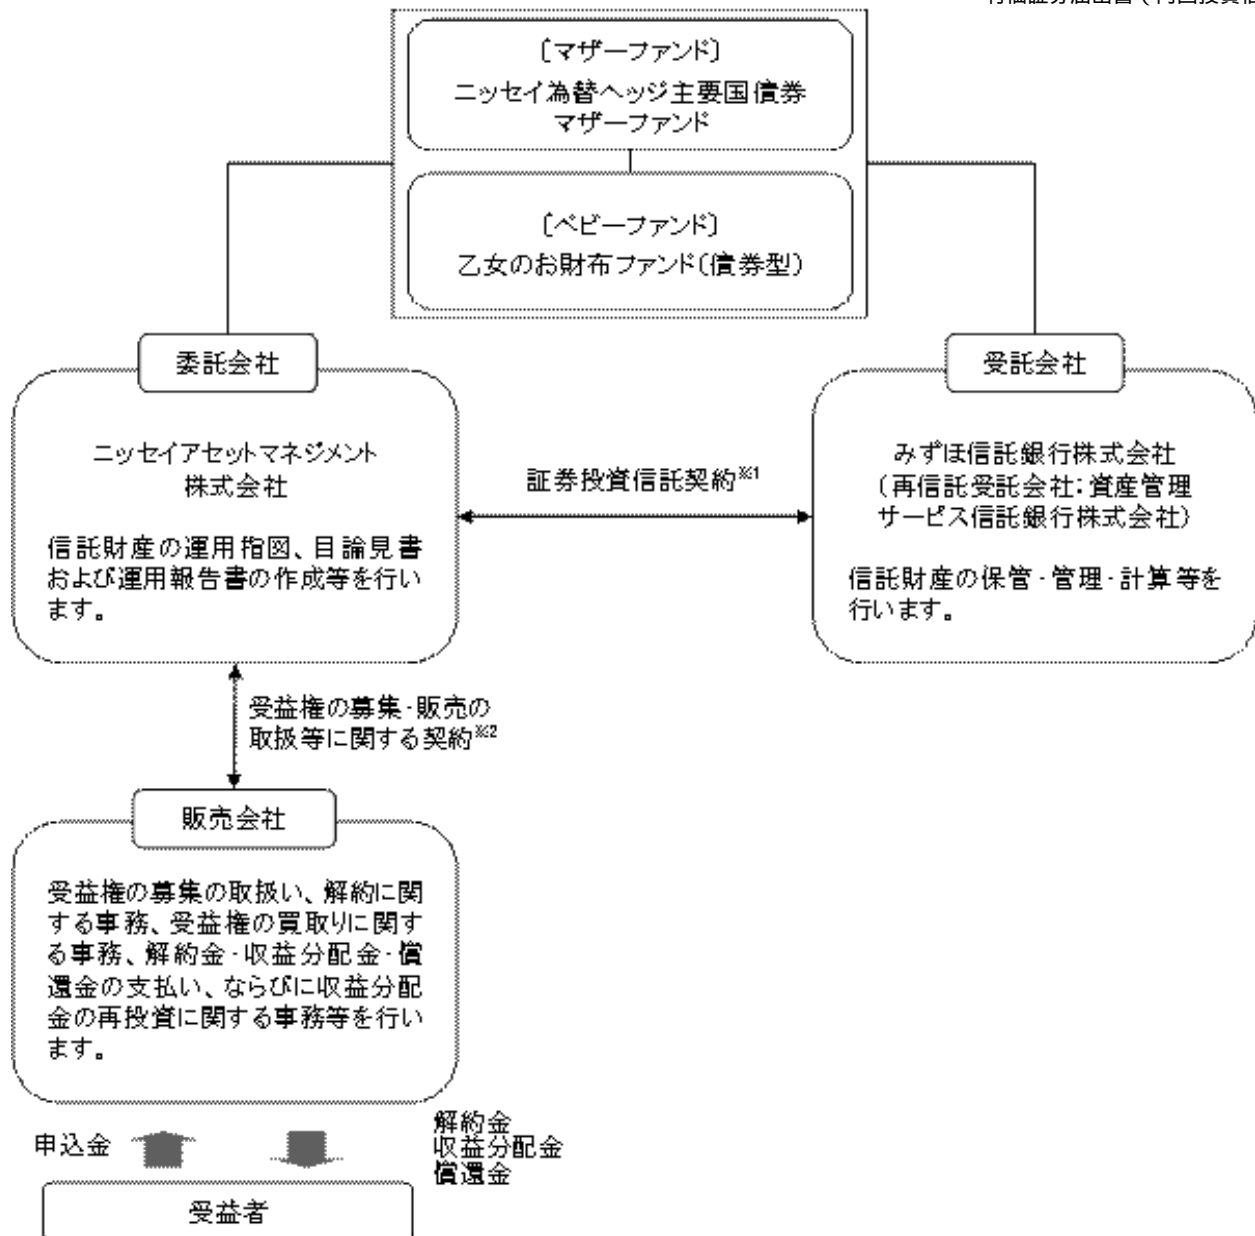 〔マザーファンド〕
ニッセイ為替ヘッジ主要国債券
マザーファンド
〔ベビーファンド〕
乙女のお財布ファンド(債券型)
委託会社
ニッセイアセットマネジメント
株式会社
信託財産の運用指図、目論見書
および運用報告書の作成等を行い
ます。
証券投資信託契約※1
受託会社
みずほ信託銀行株式会社
(再信託受託会社:資産管理
サービス信託銀行株式会社)
信託財産の保管・管理・計算等を
行います。
受益権の募集・販売の
取扱等に関する契約※2
販売会社
受益権の募集の取扱い、解約に関
する事務、受益権の買取りに関す
る事務、解約金・収益分配金・償
還金の支払い、ならびに収益分配
金の再投資に関する事務等を行い
ます。
申込金
解約金
収益分配金
償還金
受益者